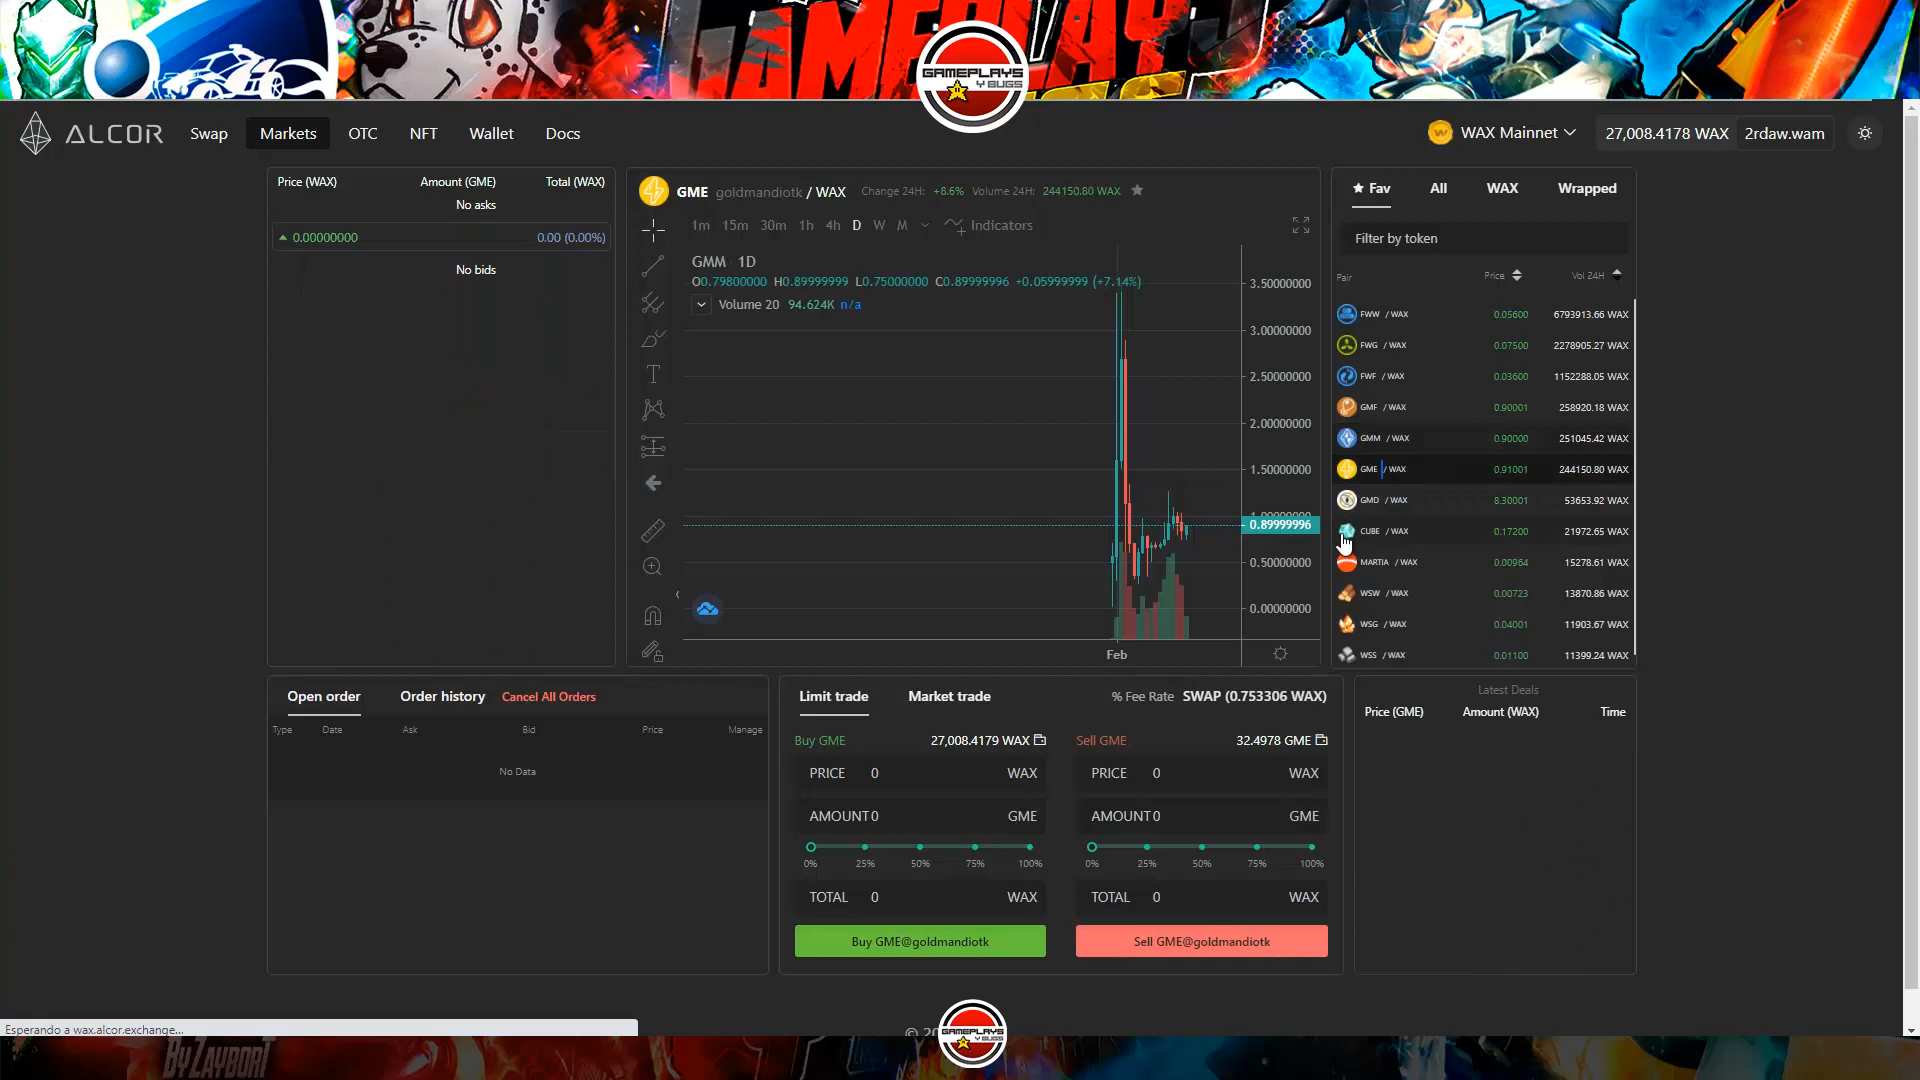 GAMEPLAYS
Y BUGS
ALCOR
Swap
Markets
OTC
NFT
Wallet
Docs
WAX Mainnet
27,008.4178 WAX
2rdaw.wam
Price (WAX)
Amount (GME)
Total (WAX)
No asks
0.00000000
0.00 (0.00%)
No bids
GME goldmandiotk / WAX
Change 24H: +8.6%
Volume 24H: 244150.80 WAX
1m 15m 30m 1h 4h D W M
Indicators
GMM 1D
O0.79800000 H0.89999999 L0.75000000 C0.89999996 +0.05999999 (+7.14%)
Volume 20 94.624K n/a
3.50000000
3.00000000
2.50000000
2.00000000
1.50000000
0.89999996
0.50000000
0.00000000
Feb
Fav
All
WAX
Wrapped
Filter by token
Pair Price Vol 24H
FWW / WAX 0.05600 6793913.66 WAX
FWG / WAX 0.07500 2278905.27 WAX
FWF / WAX 0.03600 1152288.05 WAX
GMF / WAX 0.90001 258920.18 WAX
GMM / WAX 0.90000 251045.42 WAX
GME / WAX 0.91001 244150.80 WAX
GMD / WAX 8.30001 53653.92 WAX
CUBE / WAX 0.17200 21972.65 WAX
MARTIA / WAX 0.00964 15278.61 WAX
WSW / WAX 0.00723 13870.86 WAX
WSG / WAX 0.04001 11903.67 WAX
WSS / WAX 0.01100 11399.24 WAX
Open order
Order history
Cancel All Orders
Type Date Ask Bid Price Manage
No Data
Limit trade
Market trade
% Fee Rate
SWAP (0.753306 WAX)
Buy GME 27,008.4179 WAX
PRICE 0 WAX
AMOUNT 0 GME
0% 25% 50% 75% 100%
TOTAL 0 WAX
Buy GME@goldmandiotk
Sell GME 32.4978 GME
PRICE 0 WAX
AMOUNT 0 GME
0% 25% 50% 75% 100%
TOTAL 0 WAX
Sell GME@goldmandiotk
Latest Deals
Price (GME) Amount (WAX) Time
Esperando a wax.alcor.exchange...
GAMEPLAYS
Y BUGS
By Zaybort